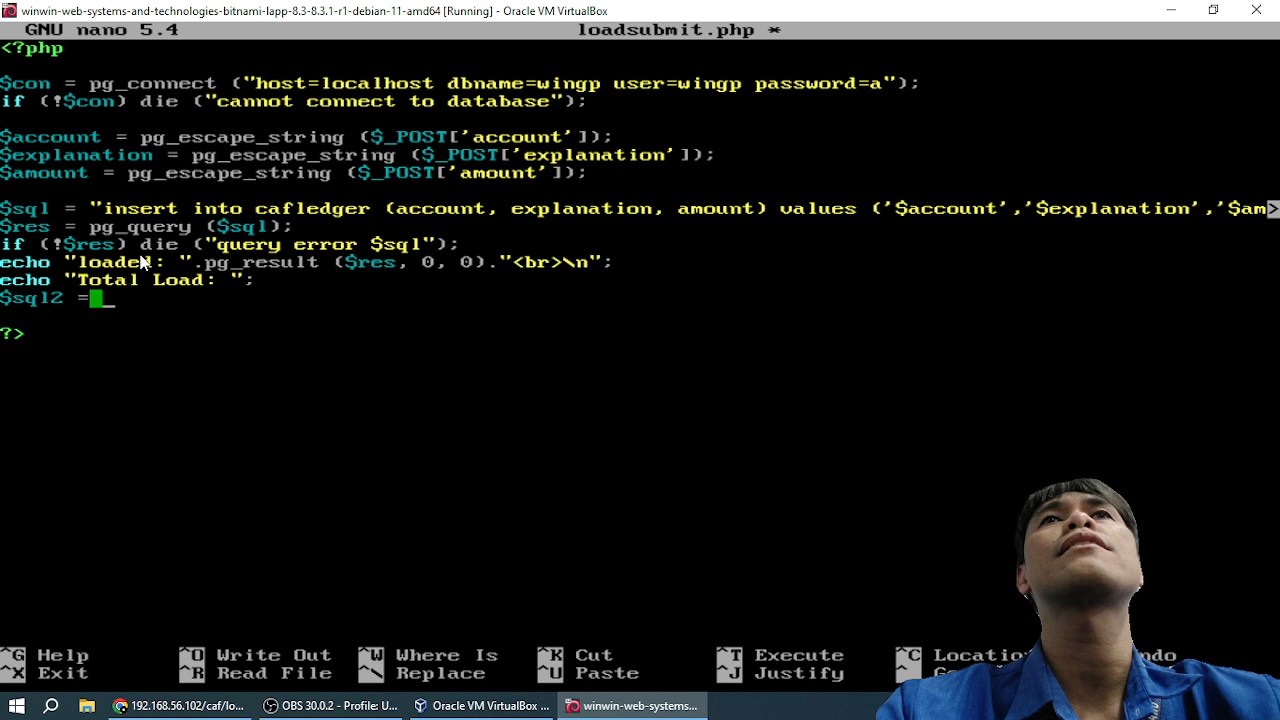 winwin-web-systems-and-technologies-bitnami-lapp-8.3-8.3.1-r1-debian-11-amd64 [Running] - Oracle VM VirtualBox
GNU nano 5.4 loadsubmit.php *
<?php
$con = pg_connect ("host=localhost dbname=wingp user=wingp password=a");
if (!$con) die ("cannot connect to database");
$account = pg_escape_string ($_POST['account']);
$explanation = pg_escape_string ($_POST['explanation']);
$amount = pg_escape_string ($_POST['amount']);
$sql = "insert into cafledger (account, explanation, amount) values ('$account','$explanation','$am>
$res = pg_query ($sql);
if (!$res) die ("query error $sql");
echo "loaded: ".pg_result ($res, 0, 0)."<br>\n";
echo "Total Load: ";
$sql2 = _
?>
^G Help ^O Write Out ^W Where Is ^K Cut ^T Execute ^C
^X Exit ^R Read File ^\ Replace ^U Paste ^J Justify
192.168.56.102/caf/lo... OBS 30.0.2 - Profile: U... Oracle VM VirtualBox ... winwin-web-systems...